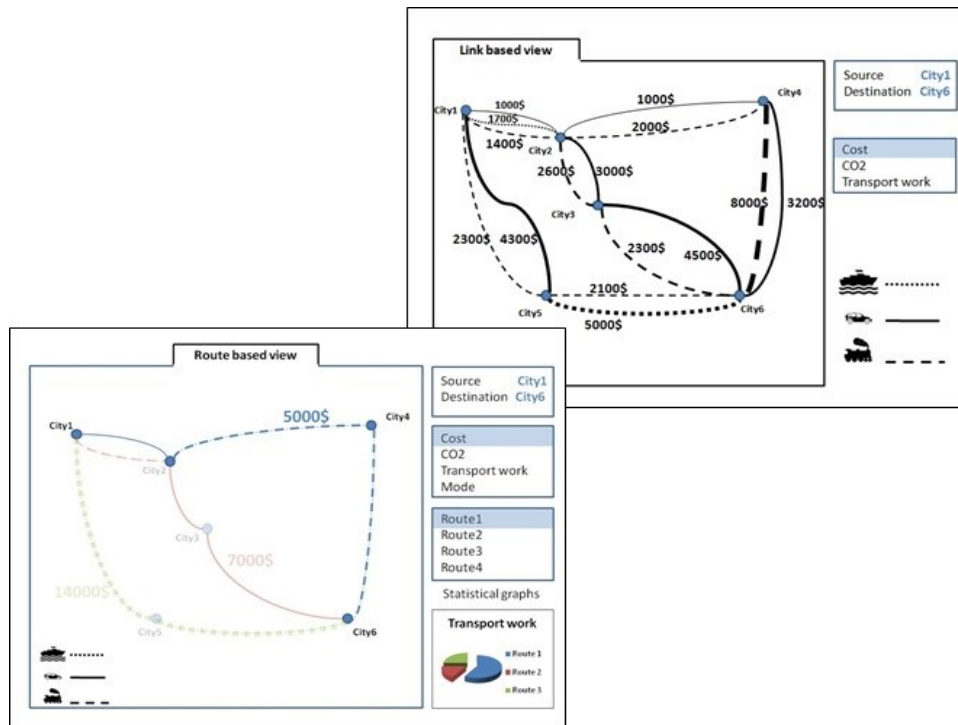 Link based view
City1
1000$
1700$
1400$
City2
1000$
2000$
City4
2600$
3000$
City3
8000$
3200$
2300$
4300$
2300$
4500$
2100$
City5
5000$
City6
Source City1
Destination City6
Cost
CO2
Transport work
Route based view
City1
5000$
City4
City2
City3
7000$
14000$
City5
City6
Source City1
Destination City6
Cost
CO2
Transport work
Mode
Route1
Route2
Route3
Route4
Statistical graphs
Transport work
Route 1
Route 2
Route 3